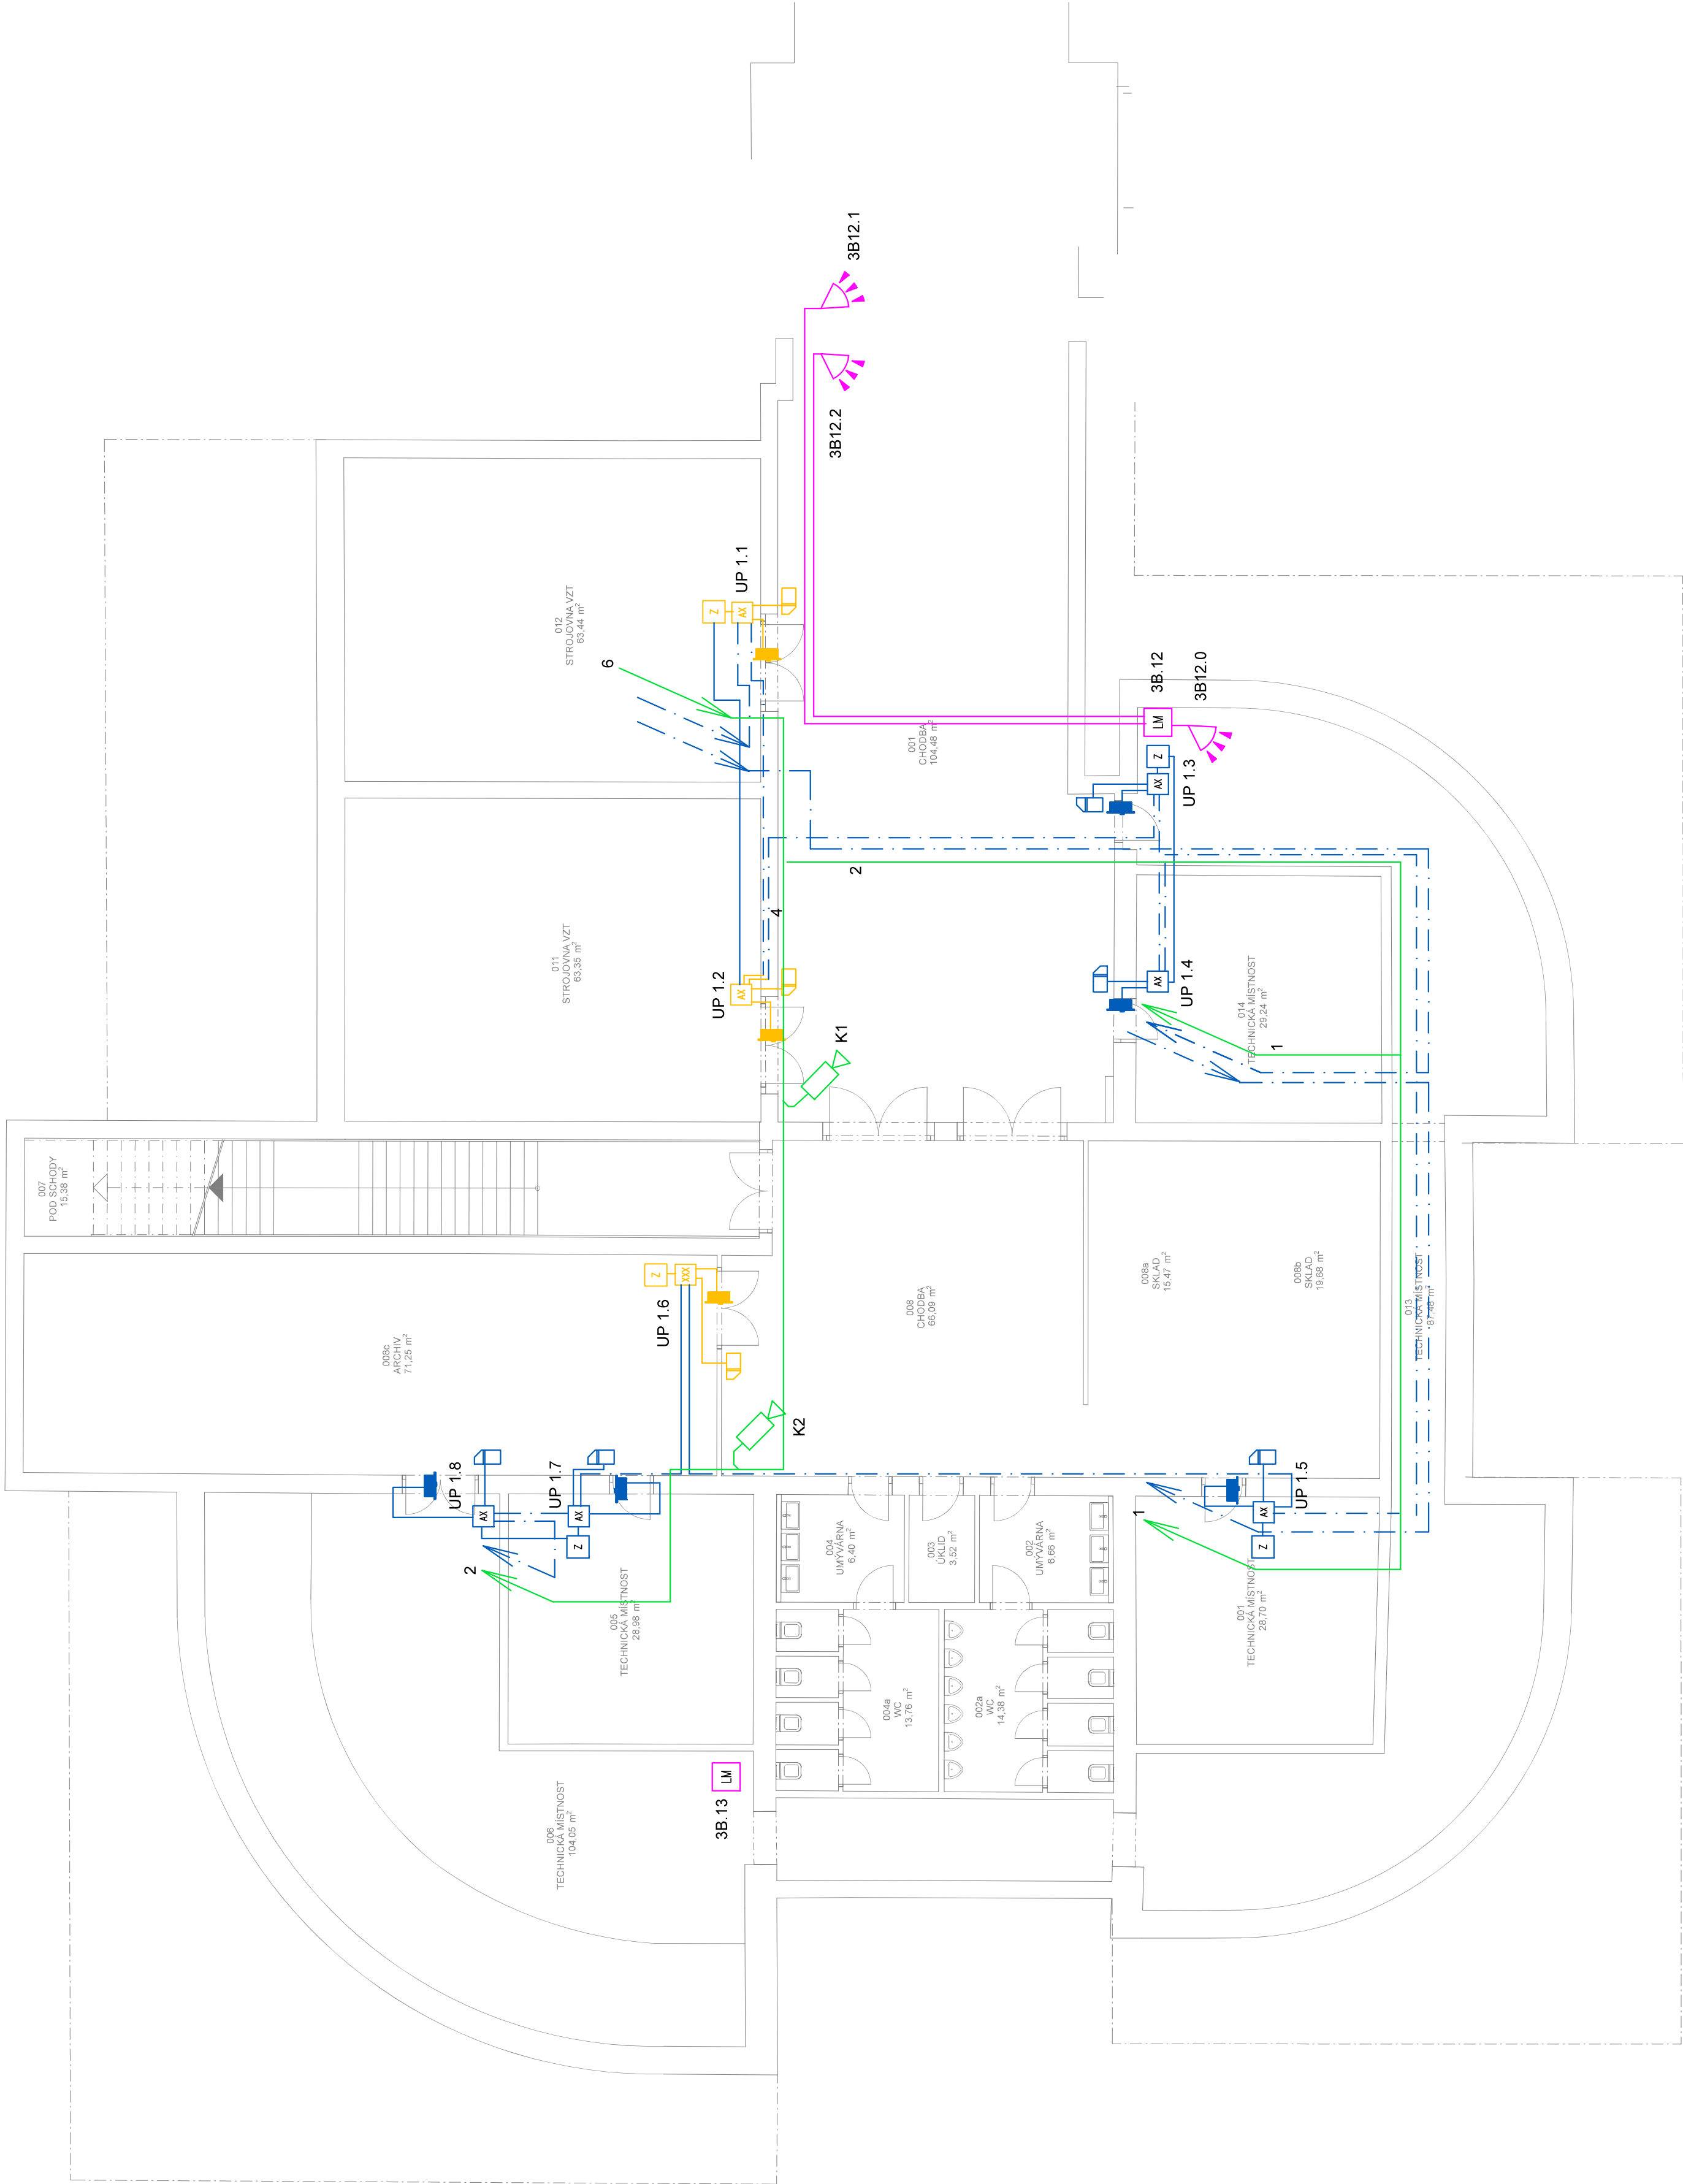 007
POD SCHODY
15,38 m²
012
STROJOVNA VZT
63,44 m²
011
STROJOVNA VZT
63,35 m²
008c
ARCHIV
71,25 m²
006
TECHNICKÁ MÍSTNOST
104,05 m²
005
TECHNICKÁ MÍSTNOST
28,98 m²
001
CHODBA
104,48 m²
008
CHODBA
66,09 m²
004
UMÝVÁRNA
6,40 m²
003
ÚKLID
3,52 m²
002
UMÝVÁRNA
6,66 m²
004a
WC
13,76 m²
002a
WC
14,38 m²
008a
SKLAD
15,47 m²
008b
SKLAD
19,68 m²
014
TECHNICKÁ MÍSTNOST
29,24 m²
013
TECHNICKÁ MÍSTNOST
87,48 m²
001
TECHNICKÁ MÍSTNOST
28,70 m²
UP 1.1
Z
AX
UP 1.2
AX
UP 1.3
Z
AX
UP 1.4
AX
UP 1.5
AX
Z
UP 1.6
Z
XXX
UP 1.7
AX
Z
UP 1.8
AX
3B12.1
3B12.2
3B.12
LM
3B12.0
3B.13
LM
K1
K2
6
4
2
1
1
2